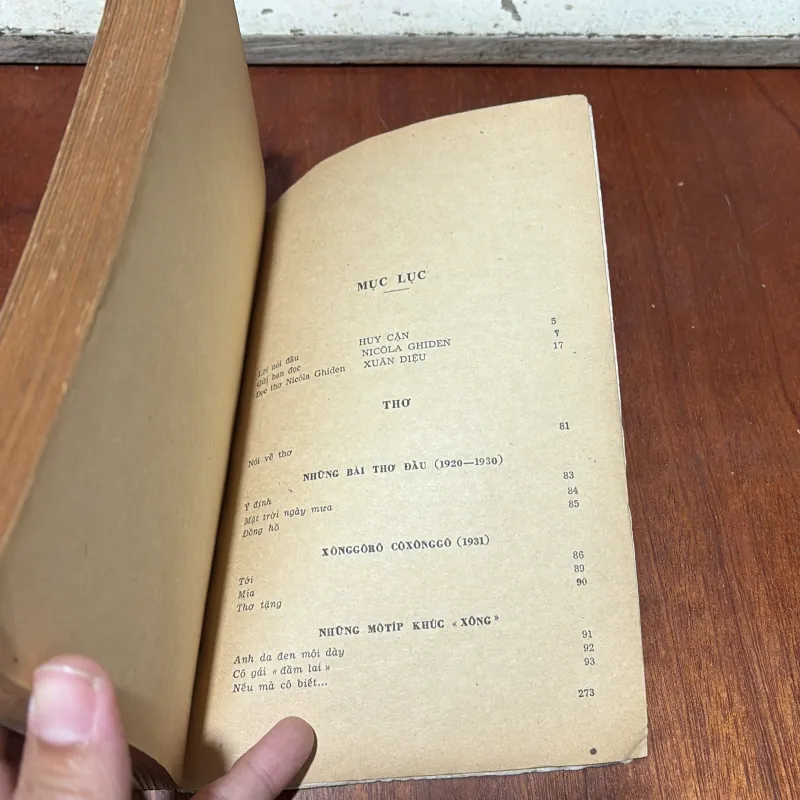 MỤC LỤC
Lời nói đầu HUY CẬN 5
Gửi bạn đọc NICÔLA GHIDEN 7
Đọc thơ Nicôla Ghiden XUÂN DIỆU 17
THƠ
Nói về thơ 81
NHỮNG BÀI THƠ ĐẦU (1920—1930)
Ý định 83
Mặt trời ngày mưa 84
Đồng hồ 85
XÔNGGÔRÔ CÔXÔNGGÔ (1931)
Tới 86
Mía 89
Thơ tặng 90
NHỮNG MÔTÍP KHÚC « XÔNG »
Anh da đen môi dày 91
Cô gái « đầm lai » 92
Nếu mà cô biết... 93
273